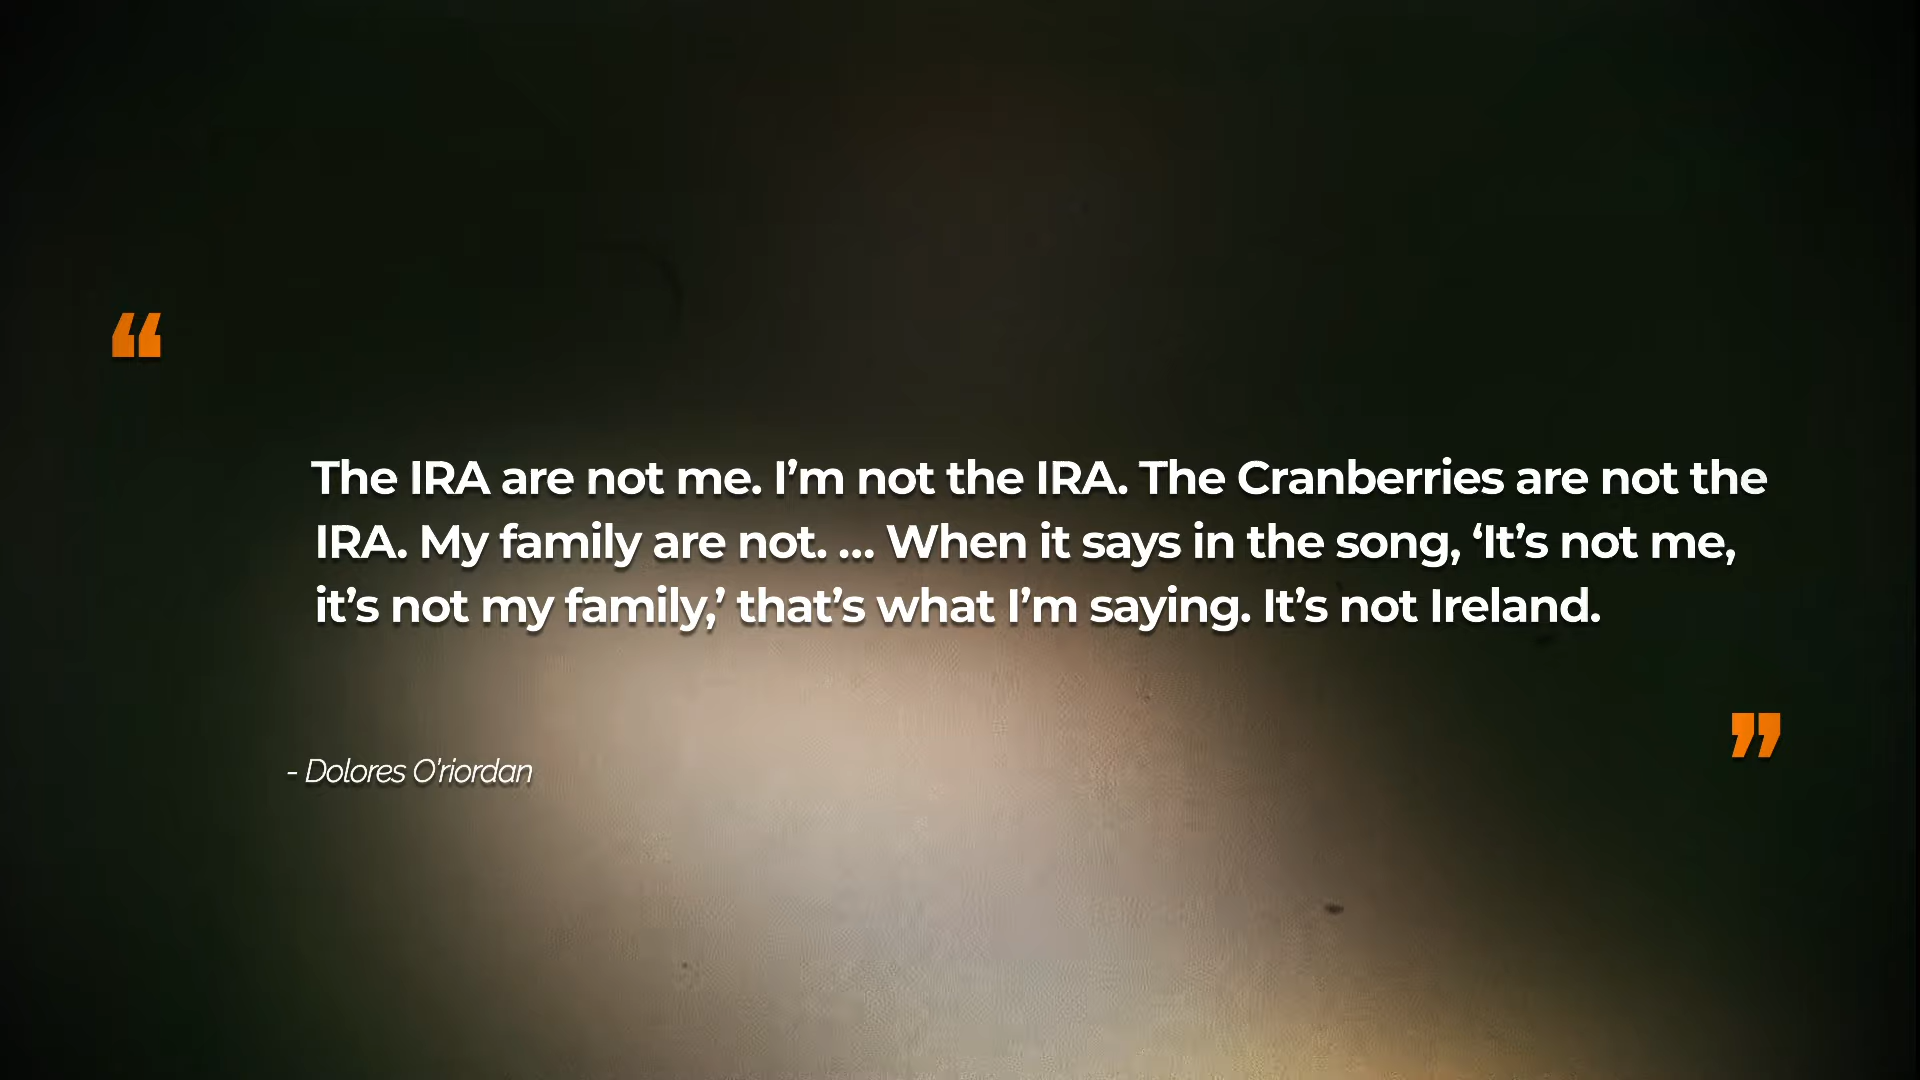 “
The IRA are not me. I’m not the IRA. The Cranberries are not the
IRA. My family are not. ... When it says in the song, ‘It’s not me,
it’s not my family,’ that’s what I’m saying. It’s not Ireland.
”
- Dolores O’riordan